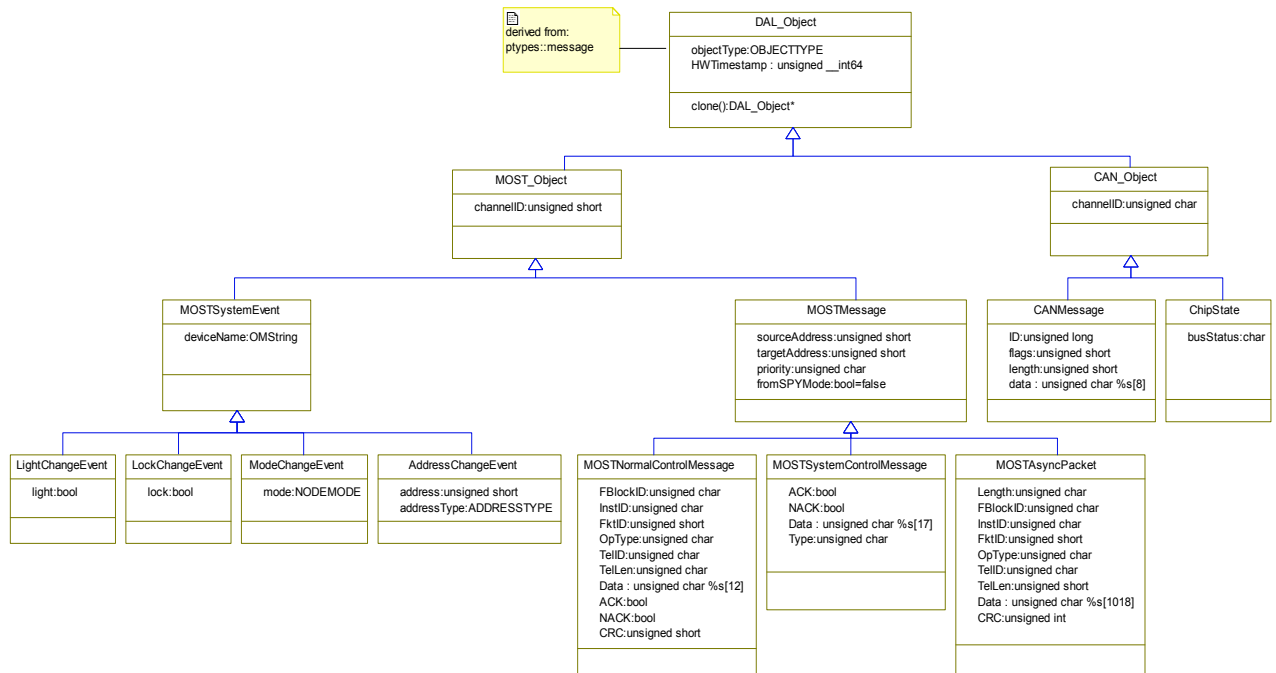 derived from:
ptypes::message
DAL_Object
objectType:OBJECTTYPE
HWTimestamp : unsigned __int64
clone():DAL_Object*
MOST_Object
channelID:unsigned short
CAN_Object
channelID:unsigned char
MOSTSystemEvent
deviceName:OMString
MOSTMessage
sourceAddress:unsigned short
targetAddress:unsigned short
priority:unsigned char
fromSPYMode:bool=false
CANMessage
ID:unsigned long
flags:unsigned short
length:unsigned short
data : unsigned char %s[8]
ChipState
busStatus:char
LightChangeEvent
light:bool
LockChangeEvent
lock:bool
ModeChangeEvent
mode:NODEMODE
AddressChangeEvent
address:unsigned short
addressType:ADDRESSTYPE
MOSTNormalControlMessage
FBlockID:unsigned char
InstID:unsigned char
FktID:unsigned short
OpType:unsigned char
TelID:unsigned char
TelLen:unsigned char
Data : unsigned char %s[12]
ACK:bool
NACK:bool
CRC:unsigned short
MOSTSystemControlMessage
ACK:bool
NACK:bool
Data : unsigned char %s[17]
Type:unsigned char
MOSTAsyncPacket
Length:unsigned char
FBlockID:unsigned char
InstID:unsigned char
FktID:unsigned short
OpType:unsigned char
TelID:unsigned char
TelLen:unsigned short
Data : unsigned char %s[1018]
CRC:unsigned int